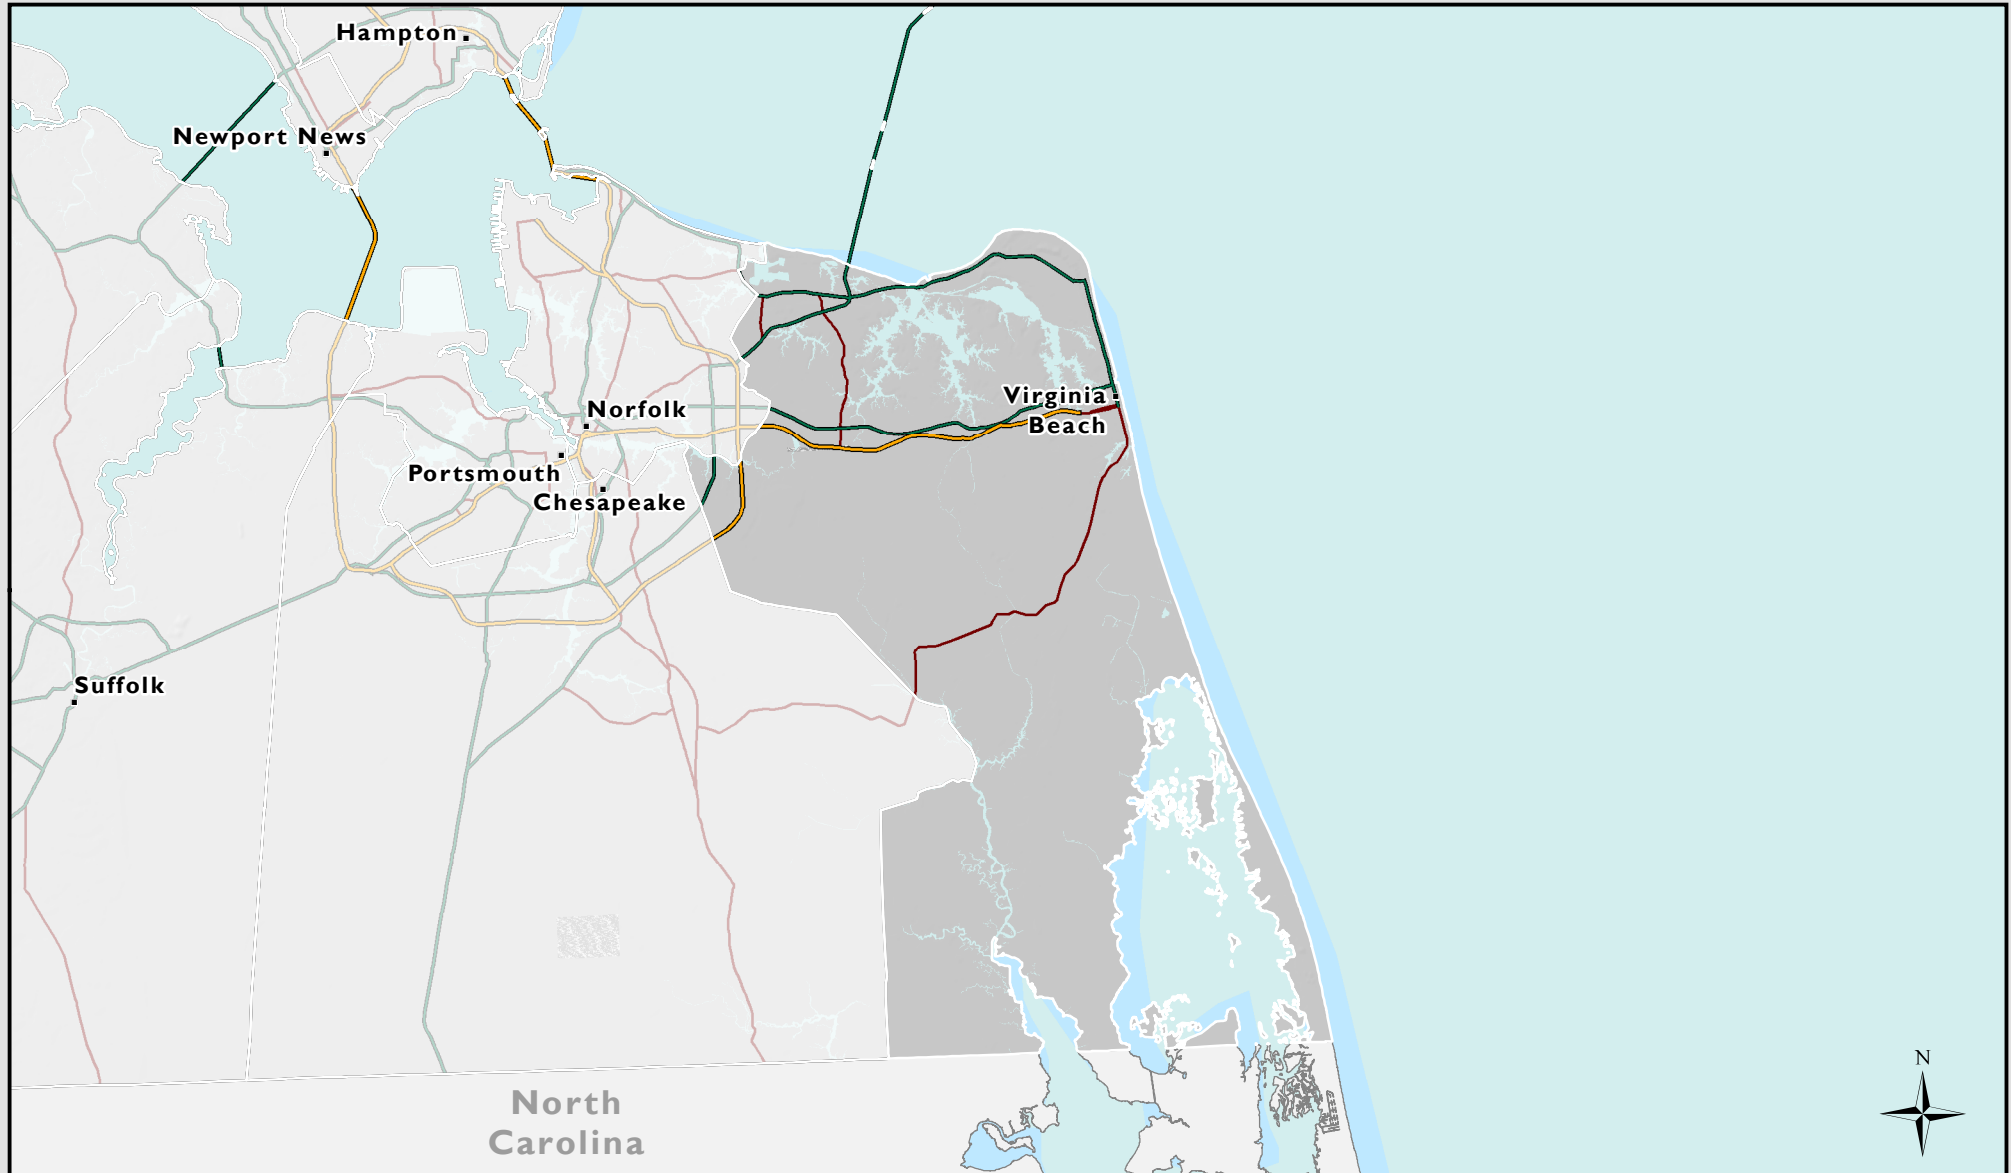 Hampton
Newport News
Virginia
Beach
Norfolk
Portsmouth
Chesapeake
Suffolk
N
North
Carolina